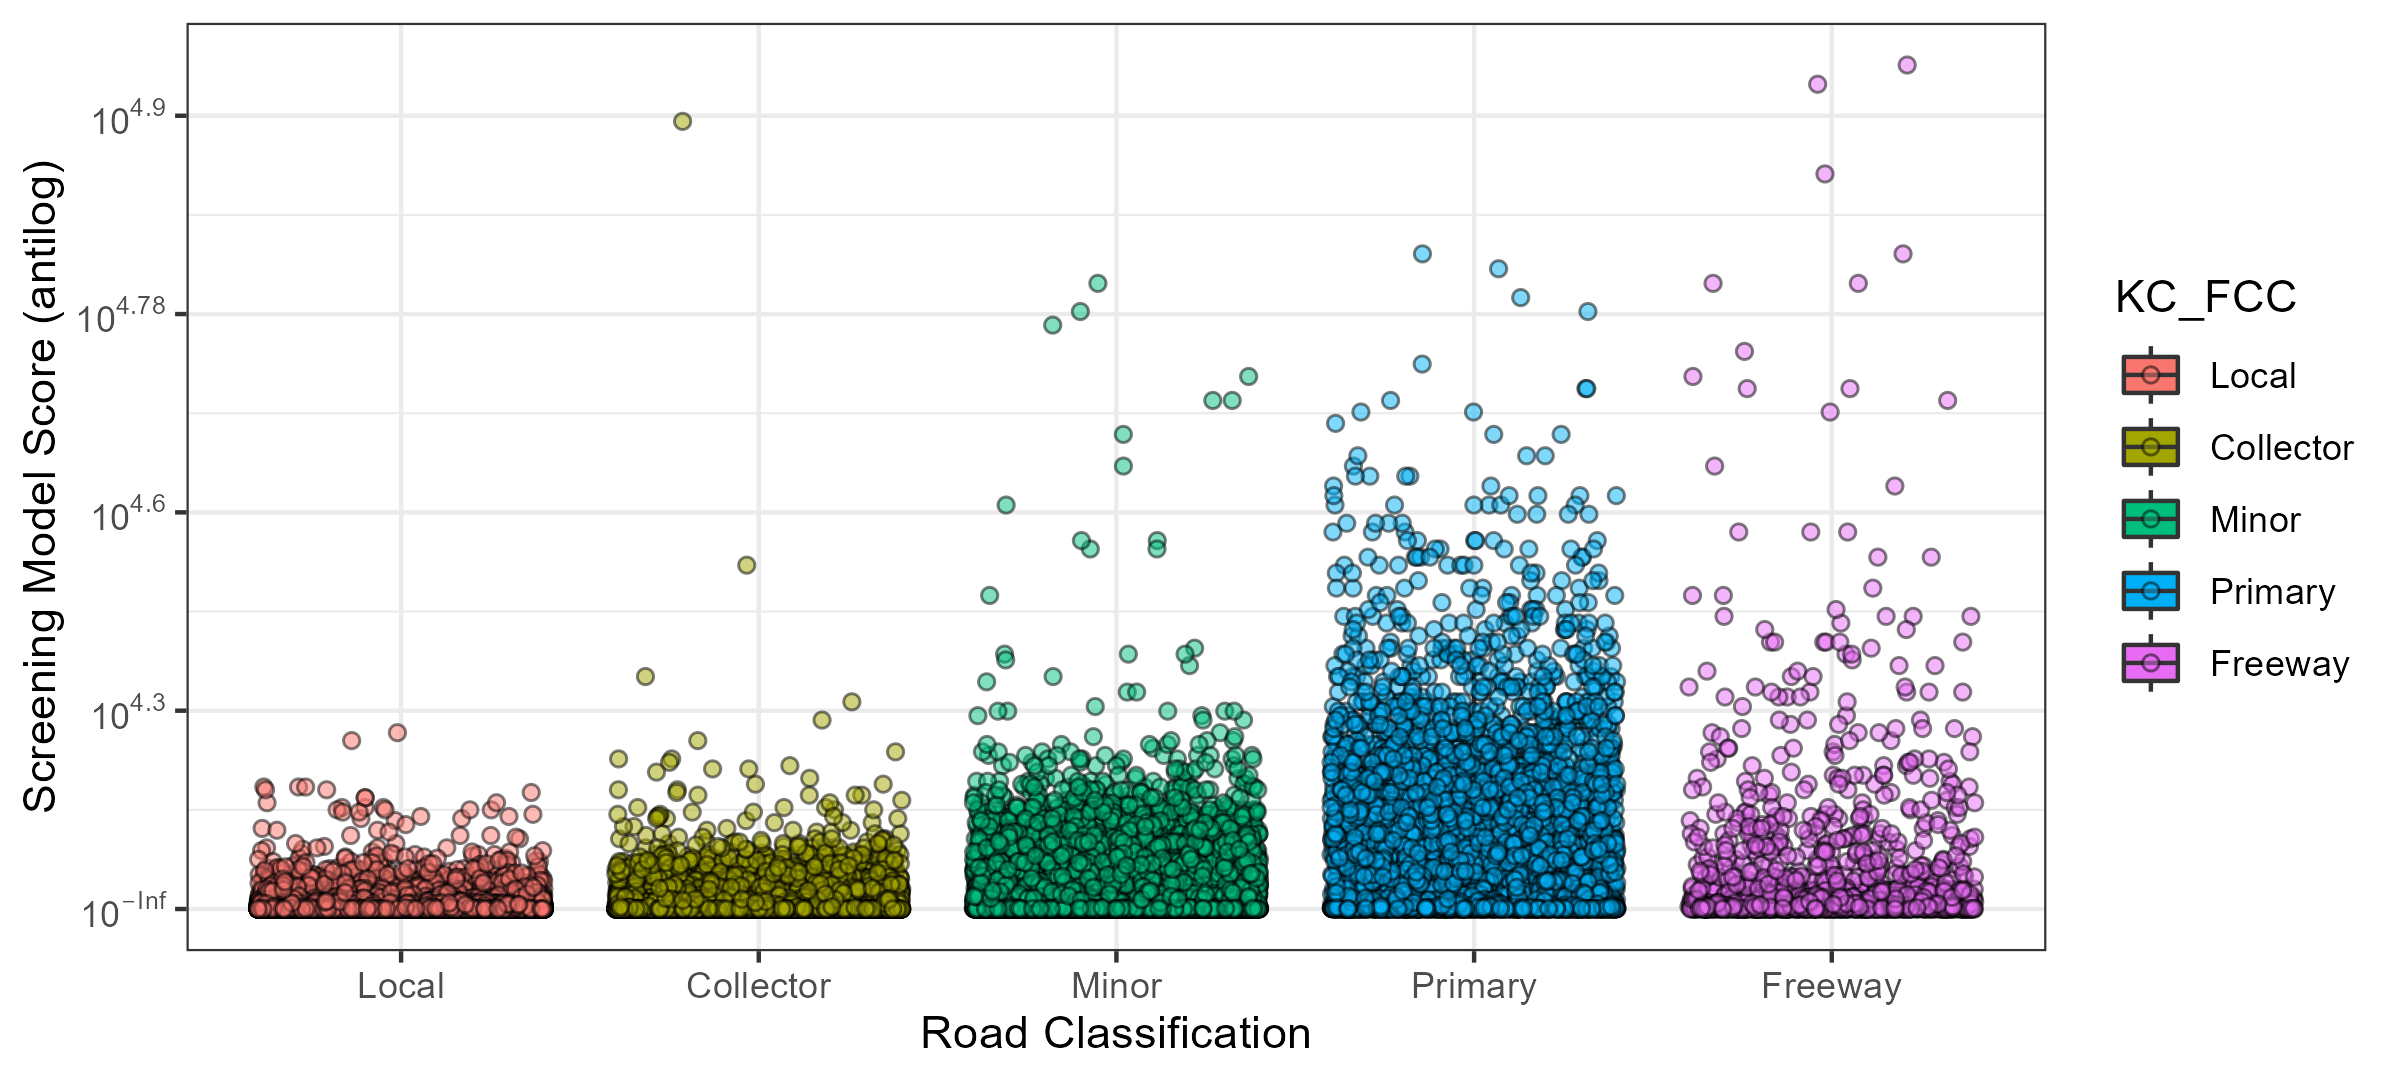 Screening Model Score (antilog)
10^4.9
10^4.78
10^4.6
10^4.3
10^−Inf
Local
Collector
Minor
Primary
Freeway
Road Classification
KC_FCC
Local
Collector
Minor
Primary
Freeway